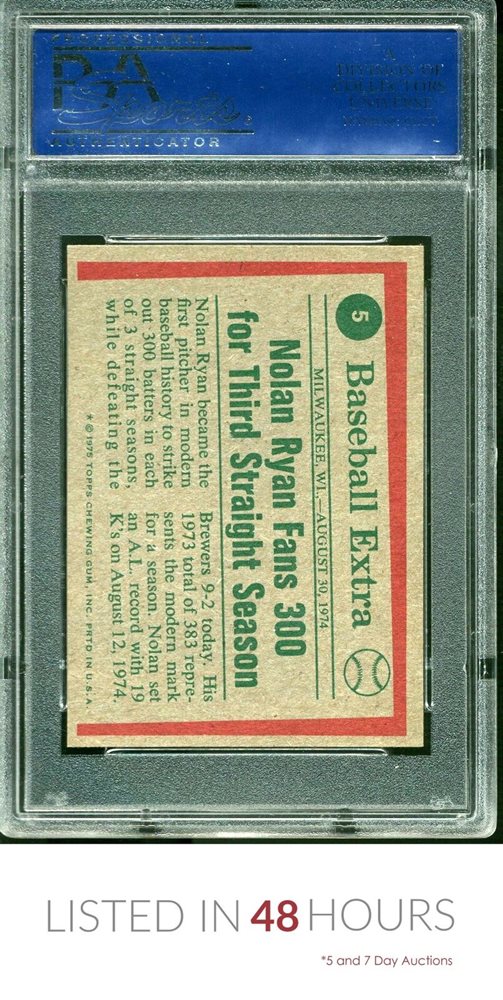 PROFESSIONAL
PSA
Sports
AUTHENTICATOR
A
DIVISION OF
COLLECTORS
UNIVERSE
5
Baseball Extra
MILWAUKEE, WI.,—AUGUST 30, 1974
Nolan Ryan Fans 300
for Third Straight Season
Nolan Ryan became the
first pitcher in modern
baseball history to strike
out 300 batters in each
of 3 straight seasons,
while defeating the
Brewers 9-2 today. His
1973 total of 383 repre-
sents the modern mark
for a season. Nolan set
an A.L. record with 19
K's on August 12, 1974.
* © 1975 TOPPS CHEWING GUM, INC. PRTD IN U.S.A.
LISTED IN 48 HOURS
*5 and 7 Day Auctions